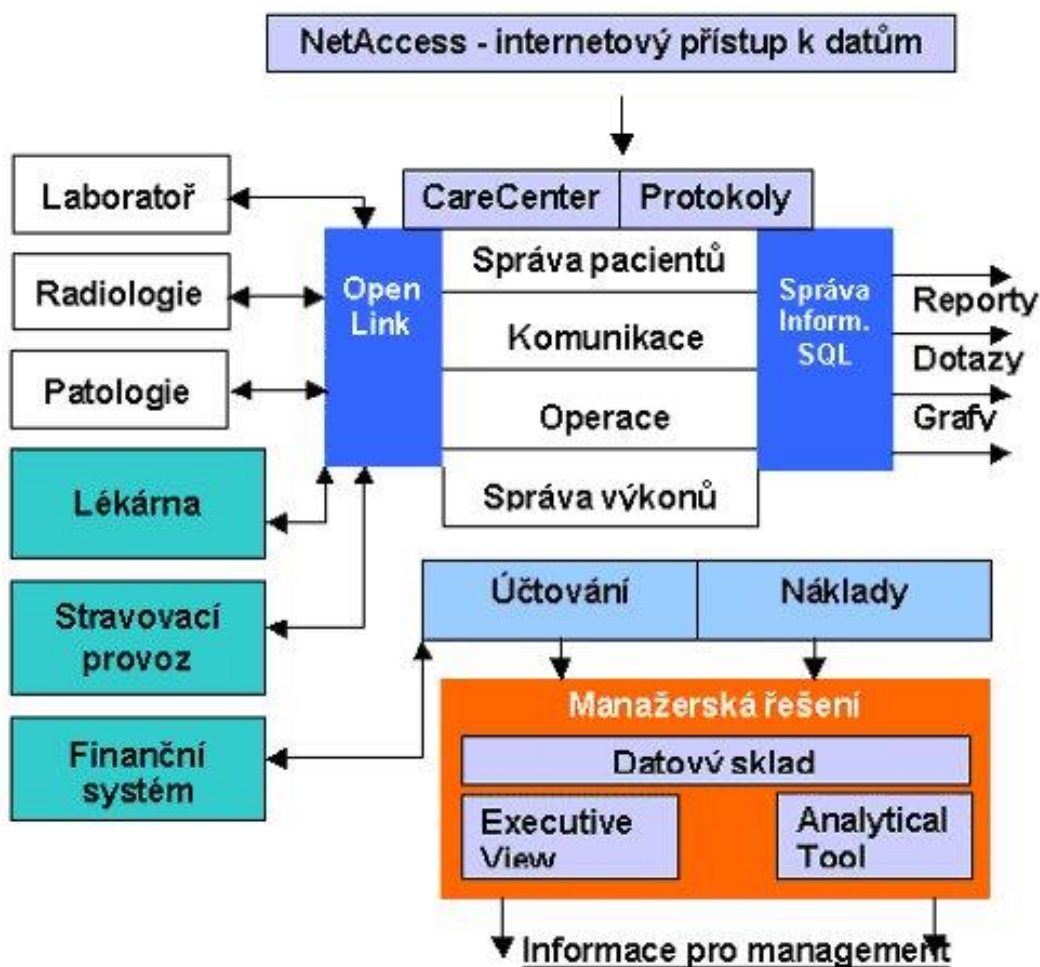 NetAccess - internetový přístup k datům
CareCenter
Protokoly
Laboratoř
Radiologie
Patologie
Lékárna
Stravovací
provoz
Finanční
systém
Open
Link
Správa pacientů
Komunikace
Operace
Správa výkonů
Správa
Inform.
SQL
Reporty
Dotazy
Grafy
Účtování
Náklady
Manažerská řešení
Datový sklad
Executive
View
Analytical
Tool
Informace pro management